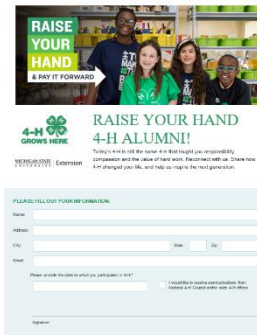 RAISE
YOUR
HAND
& PAY IT FORWARD
4-H
GROWS HERE
MICHIGAN STATE UNIVERSITY Extension
RAISE YOUR HAND
4-H ALUMNI!
Today's 4-H is still the same 4-H that taught you responsibility,
compassion and the value of hard work. Reconnect with us. Share how
4-H changed your life, and help us inspire the next generation.
PLEASE FILL OUT YOUR INFORMATION:
Name:
Address:
City: State: Zip:
Email:
Please provide the state in which you participated in 4-H?
I would like to receive communications from
National 4-H Council and/or state 4-H offices.
Signature